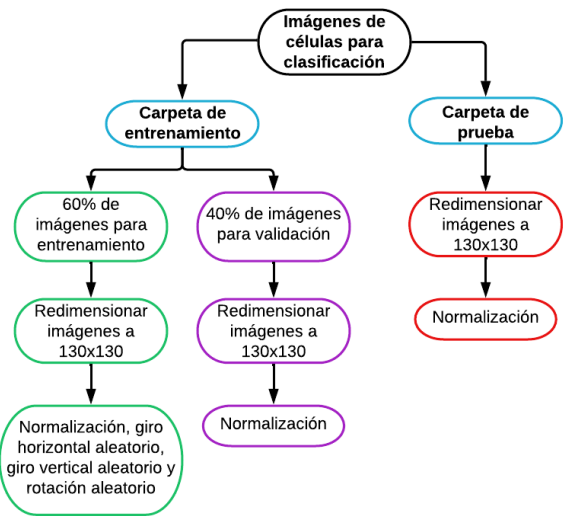 Imágenes de
células para
clasificación
Carpeta de
entrenamiento
Carpeta de
prueba
60% de
imágenes para
entrenamiento
40% de imágenes
para validación
Redimensionar
imágenes a
130x130
Redimensionar
imágenes a
130x130
Redimensionar
imágenes a
130x130
Normalización
Normalización, giro
horizontal aleatorio,
giro vertical aleatorio y
rotación aleatorio
Normalización